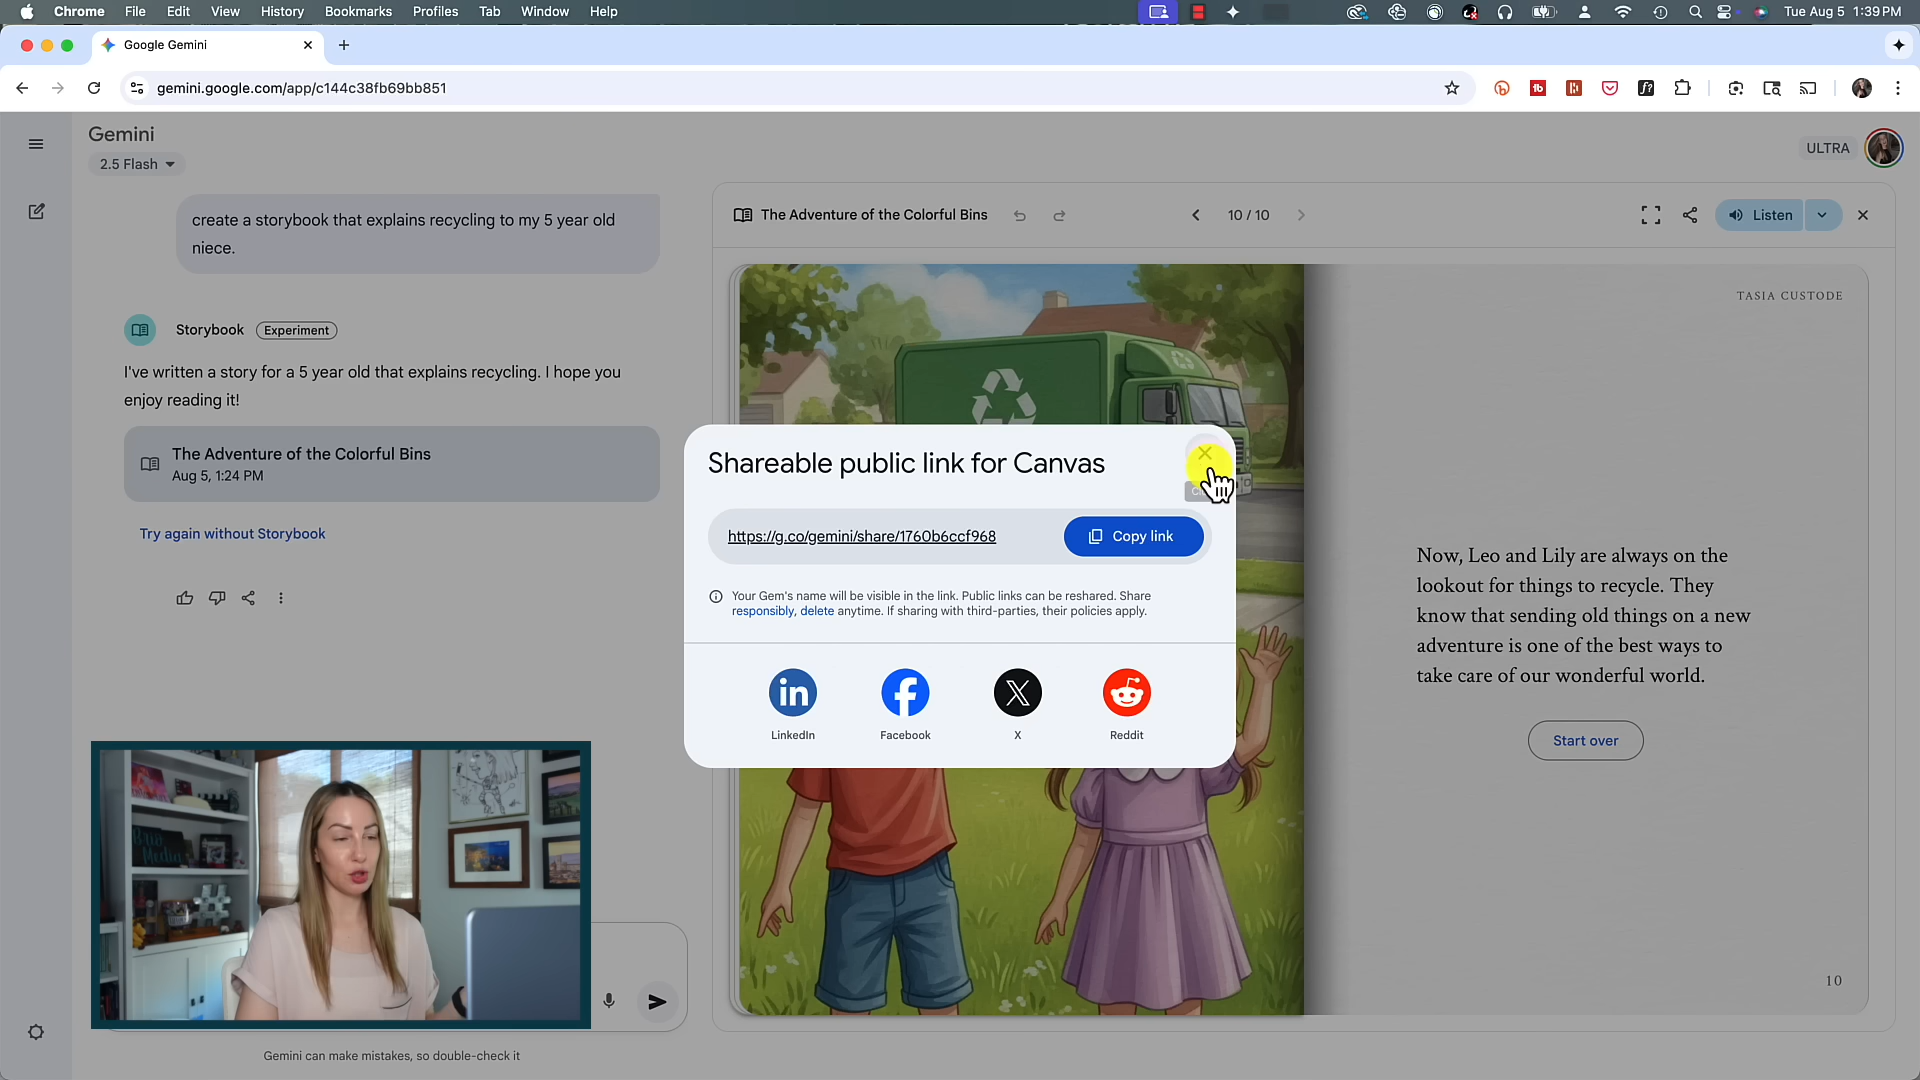 Chrome File Edit View History Bookmarks Profiles Tab Window Help
Tue Aug 5 1:39 PM
Google Gemini
gemini.google.com/app/c144c38fb69bb851
Gemini
2.5 Flash
ULTRA
create a storybook that explains recycling to my 5 year old
niece.
Storybook Experiment
I've written a story for a 5 year old that explains recycling. I hope you
enjoy reading it!
The Adventure of the Colorful Bins
Aug 5, 1:24 PM
Try again without Storybook
Gemini can make mistakes, so double-check it
The Adventure of the Colorful Bins
10 / 10
Listen
TASIA CUSTODE
Now, Leo and Lily are always on the
lookout for things to recycle. They
know that sending old things on a new
adventure is one of the best ways to
take care of our wonderful world.
Start over
10
Shareable public link for Canvas
https://g.co/gemini/share/1760b6ccf968
Copy link
Your Gem's name will be visible in the link. Public links can be reshared. Share
responsibly, delete anytime. If sharing with third-parties, their policies apply.
LinkedIn
Facebook
X
Reddit